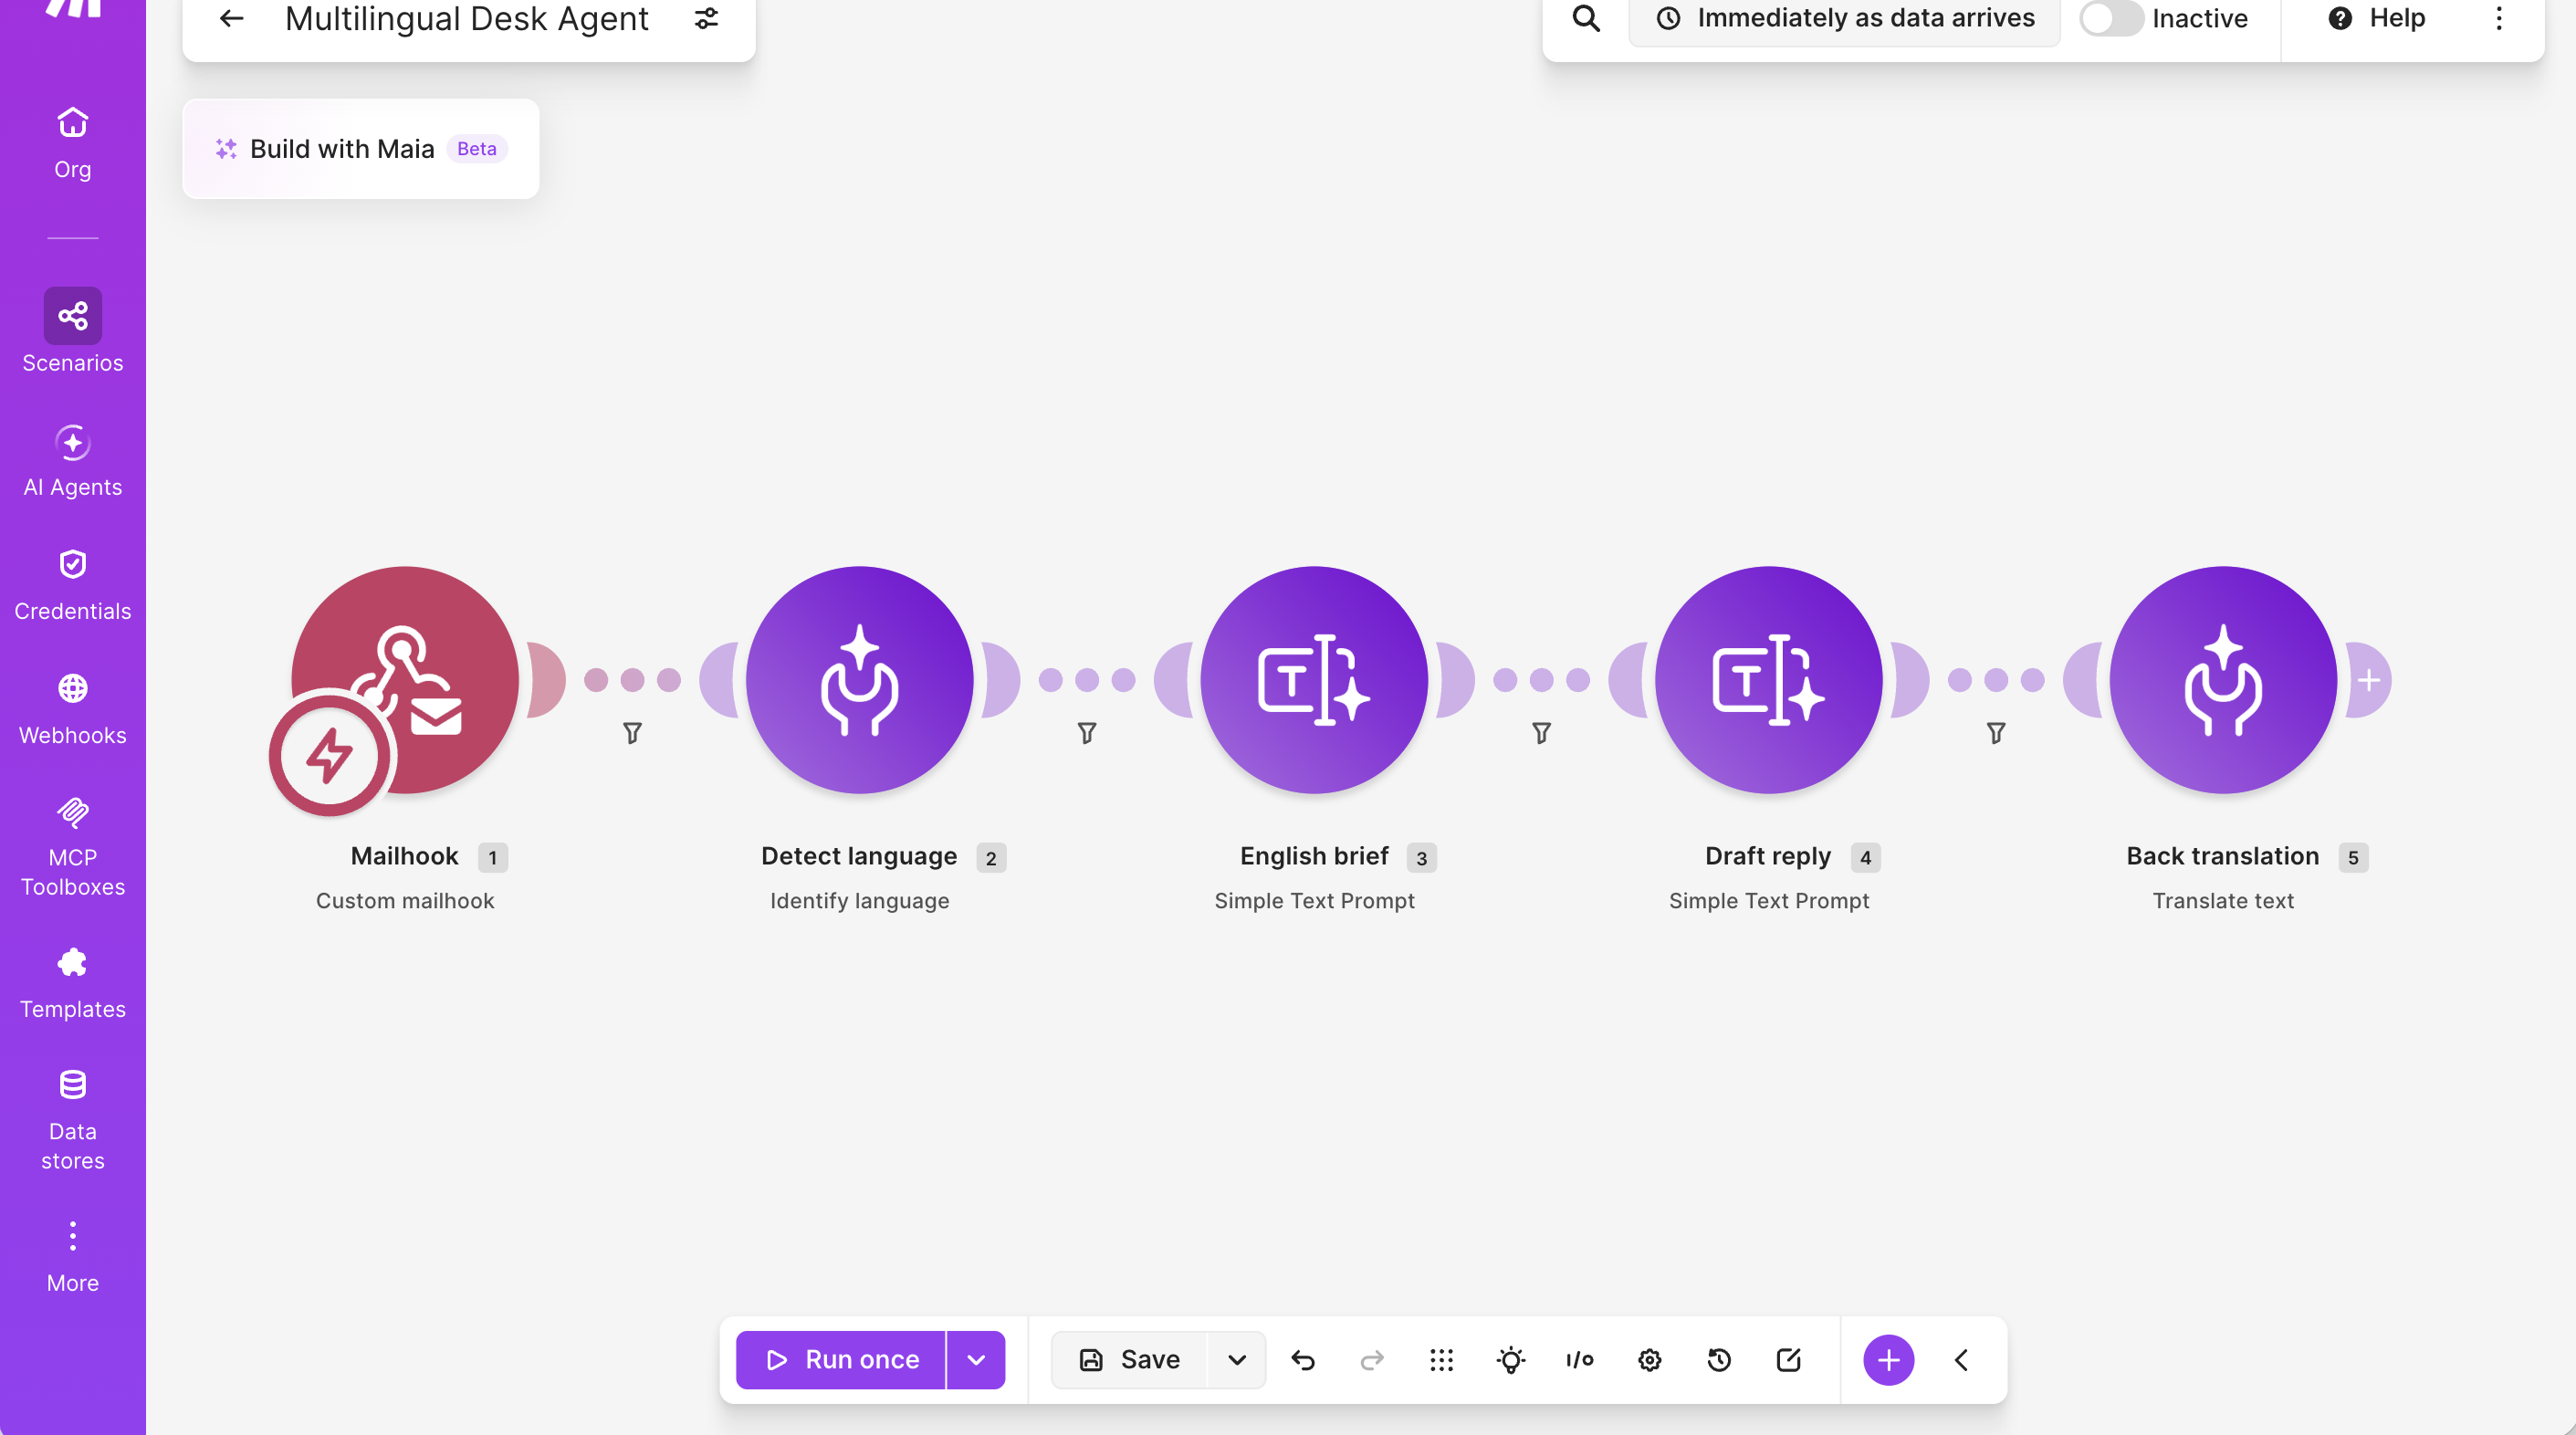 Multilingual Desk Agent
Immediately as data arrives
Inactive
Help
Build with Maia Beta
Org
Scenarios
AI Agents
Credentials
Webhooks
MCP
Toolboxes
Templates
Data
stores
More
Mailhook 1
Custom mailhook
Detect language 2
Identify language
English brief 3
Simple Text Prompt
Draft reply 4
Simple Text Prompt
Back translation 5
Translate text
Run once
Save
I/O